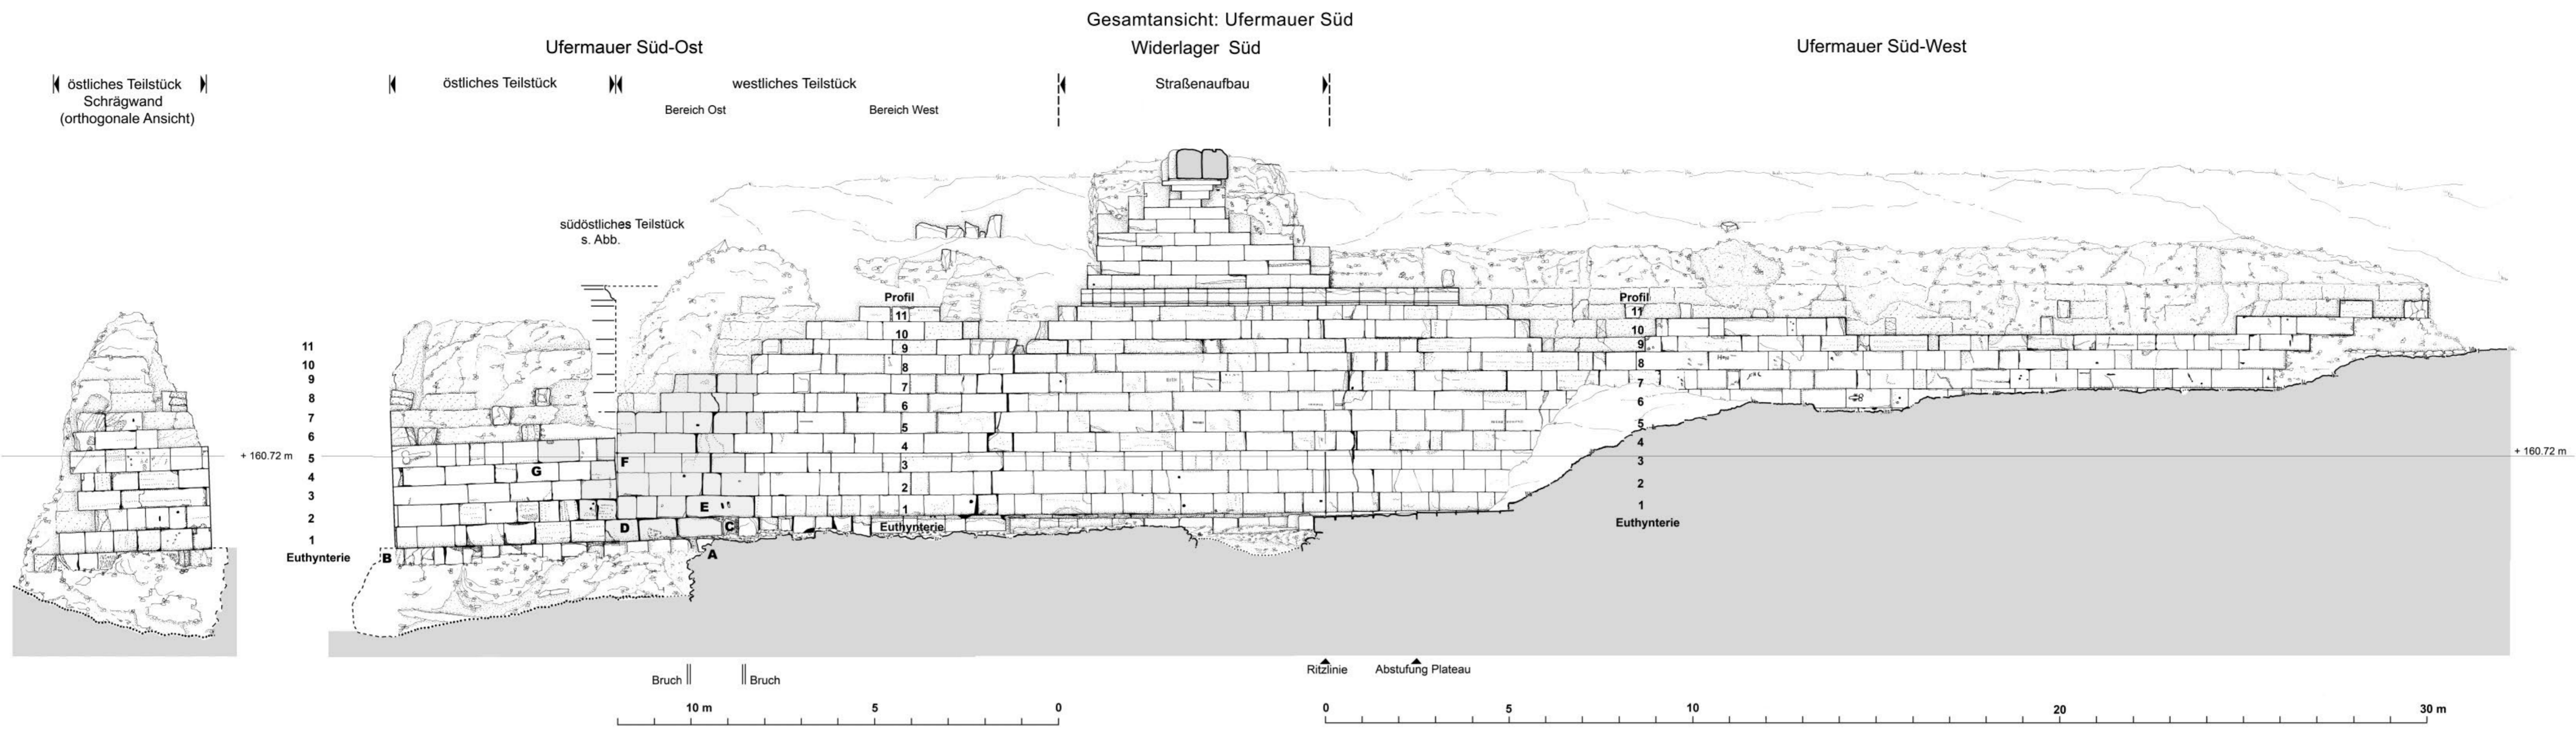 Gesamtansicht: Ufermauer Süd
Ufermauer Süd-Ost
Widerlager Süd
Ufermauer Süd-West
östliches Teilstück
Schrägwand
(orthogonale Ansicht)
östliches Teilstück
westliches Teilstück
Straßenaufbau
Bereich Ost
Bereich West
südöstliches Teilstück
s. Abb.
Profil
11
10
9
8
7
6
5
4
3
2
1
Euthynterie
Profil
11
10
9
8
7
6
5
4
3
2
1
Euthynterie
11
10
9
8
7
6
5
4
3
2
1
Euthynterie
+ 160.72 m
+ 160.72 m
F
G
E
D
C
B
A
Bruch
Bruch
Ritzlinie
Abstufung Plateau
10 m
5
0
0
5
10
20
30 m